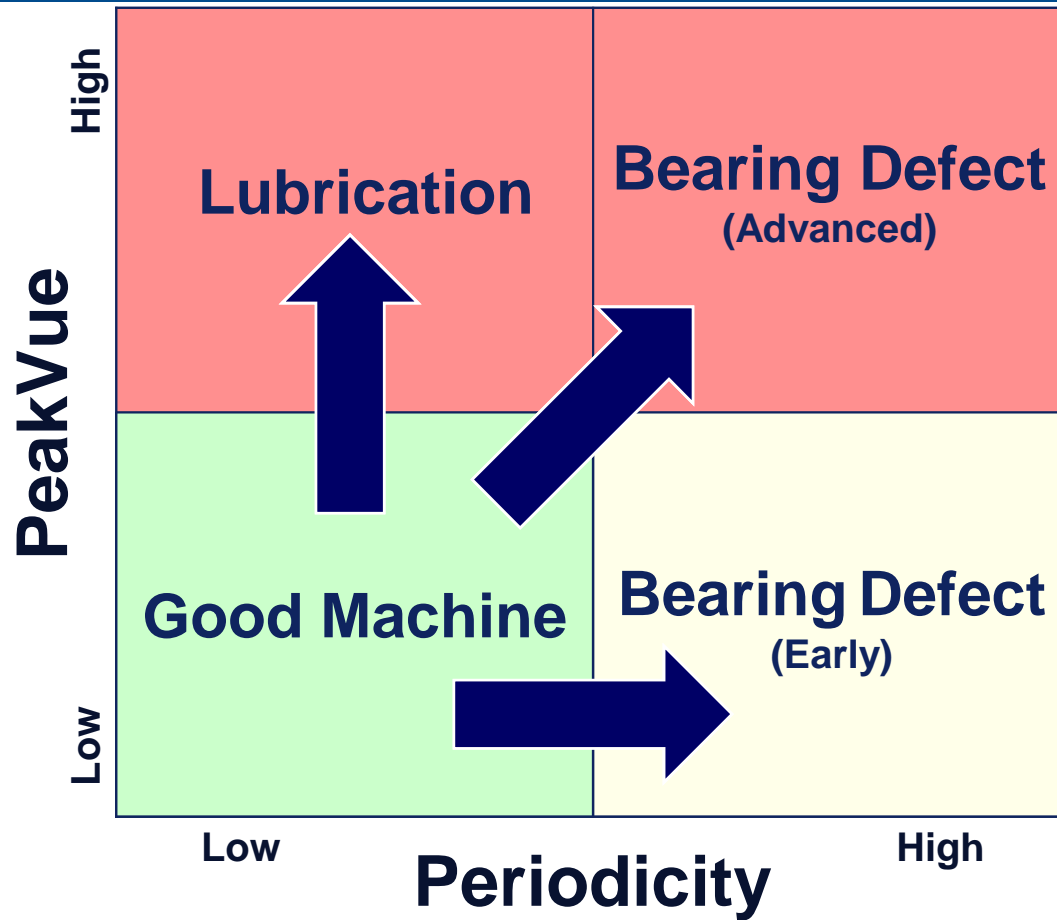 High
Lubrication
Bearing Defect
(Advanced)
PeakVue
Good Machine
Bearing Defect
(Early)
Low
Low
High
Periodicity